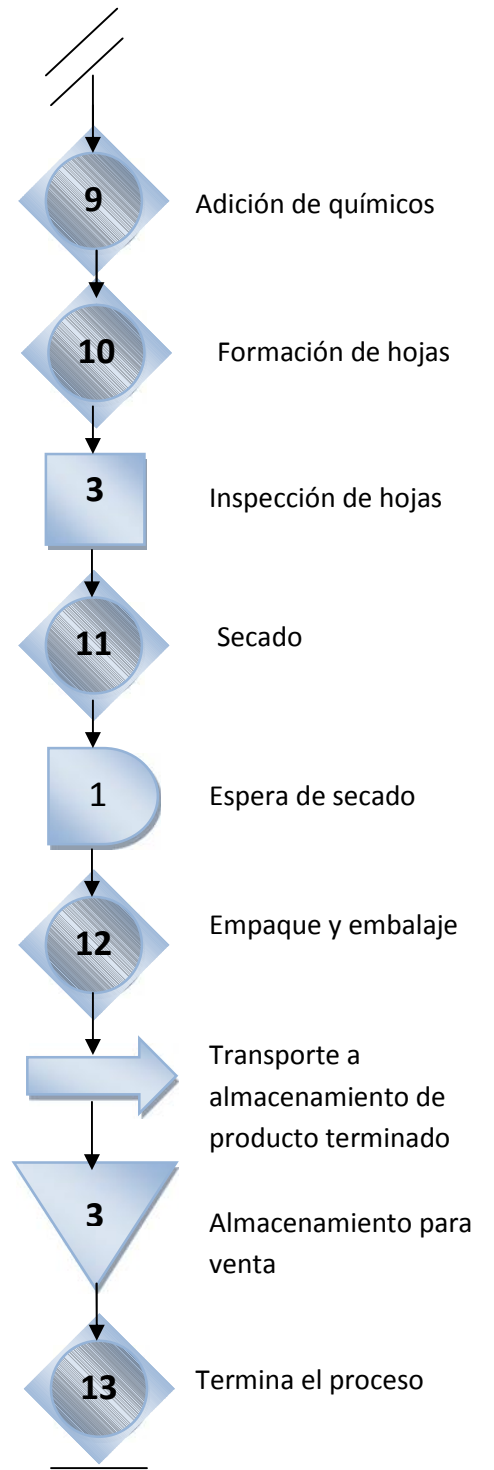 9
Adición de químicos
10
Formación de hojas
3
Inspección de hojas
11
Secado
1
Espera de secado
12
Empaque y embalaje
Transporte a
almacenamiento de
producto terminado
3
Almacenamiento para
venta
13
Termina el proceso